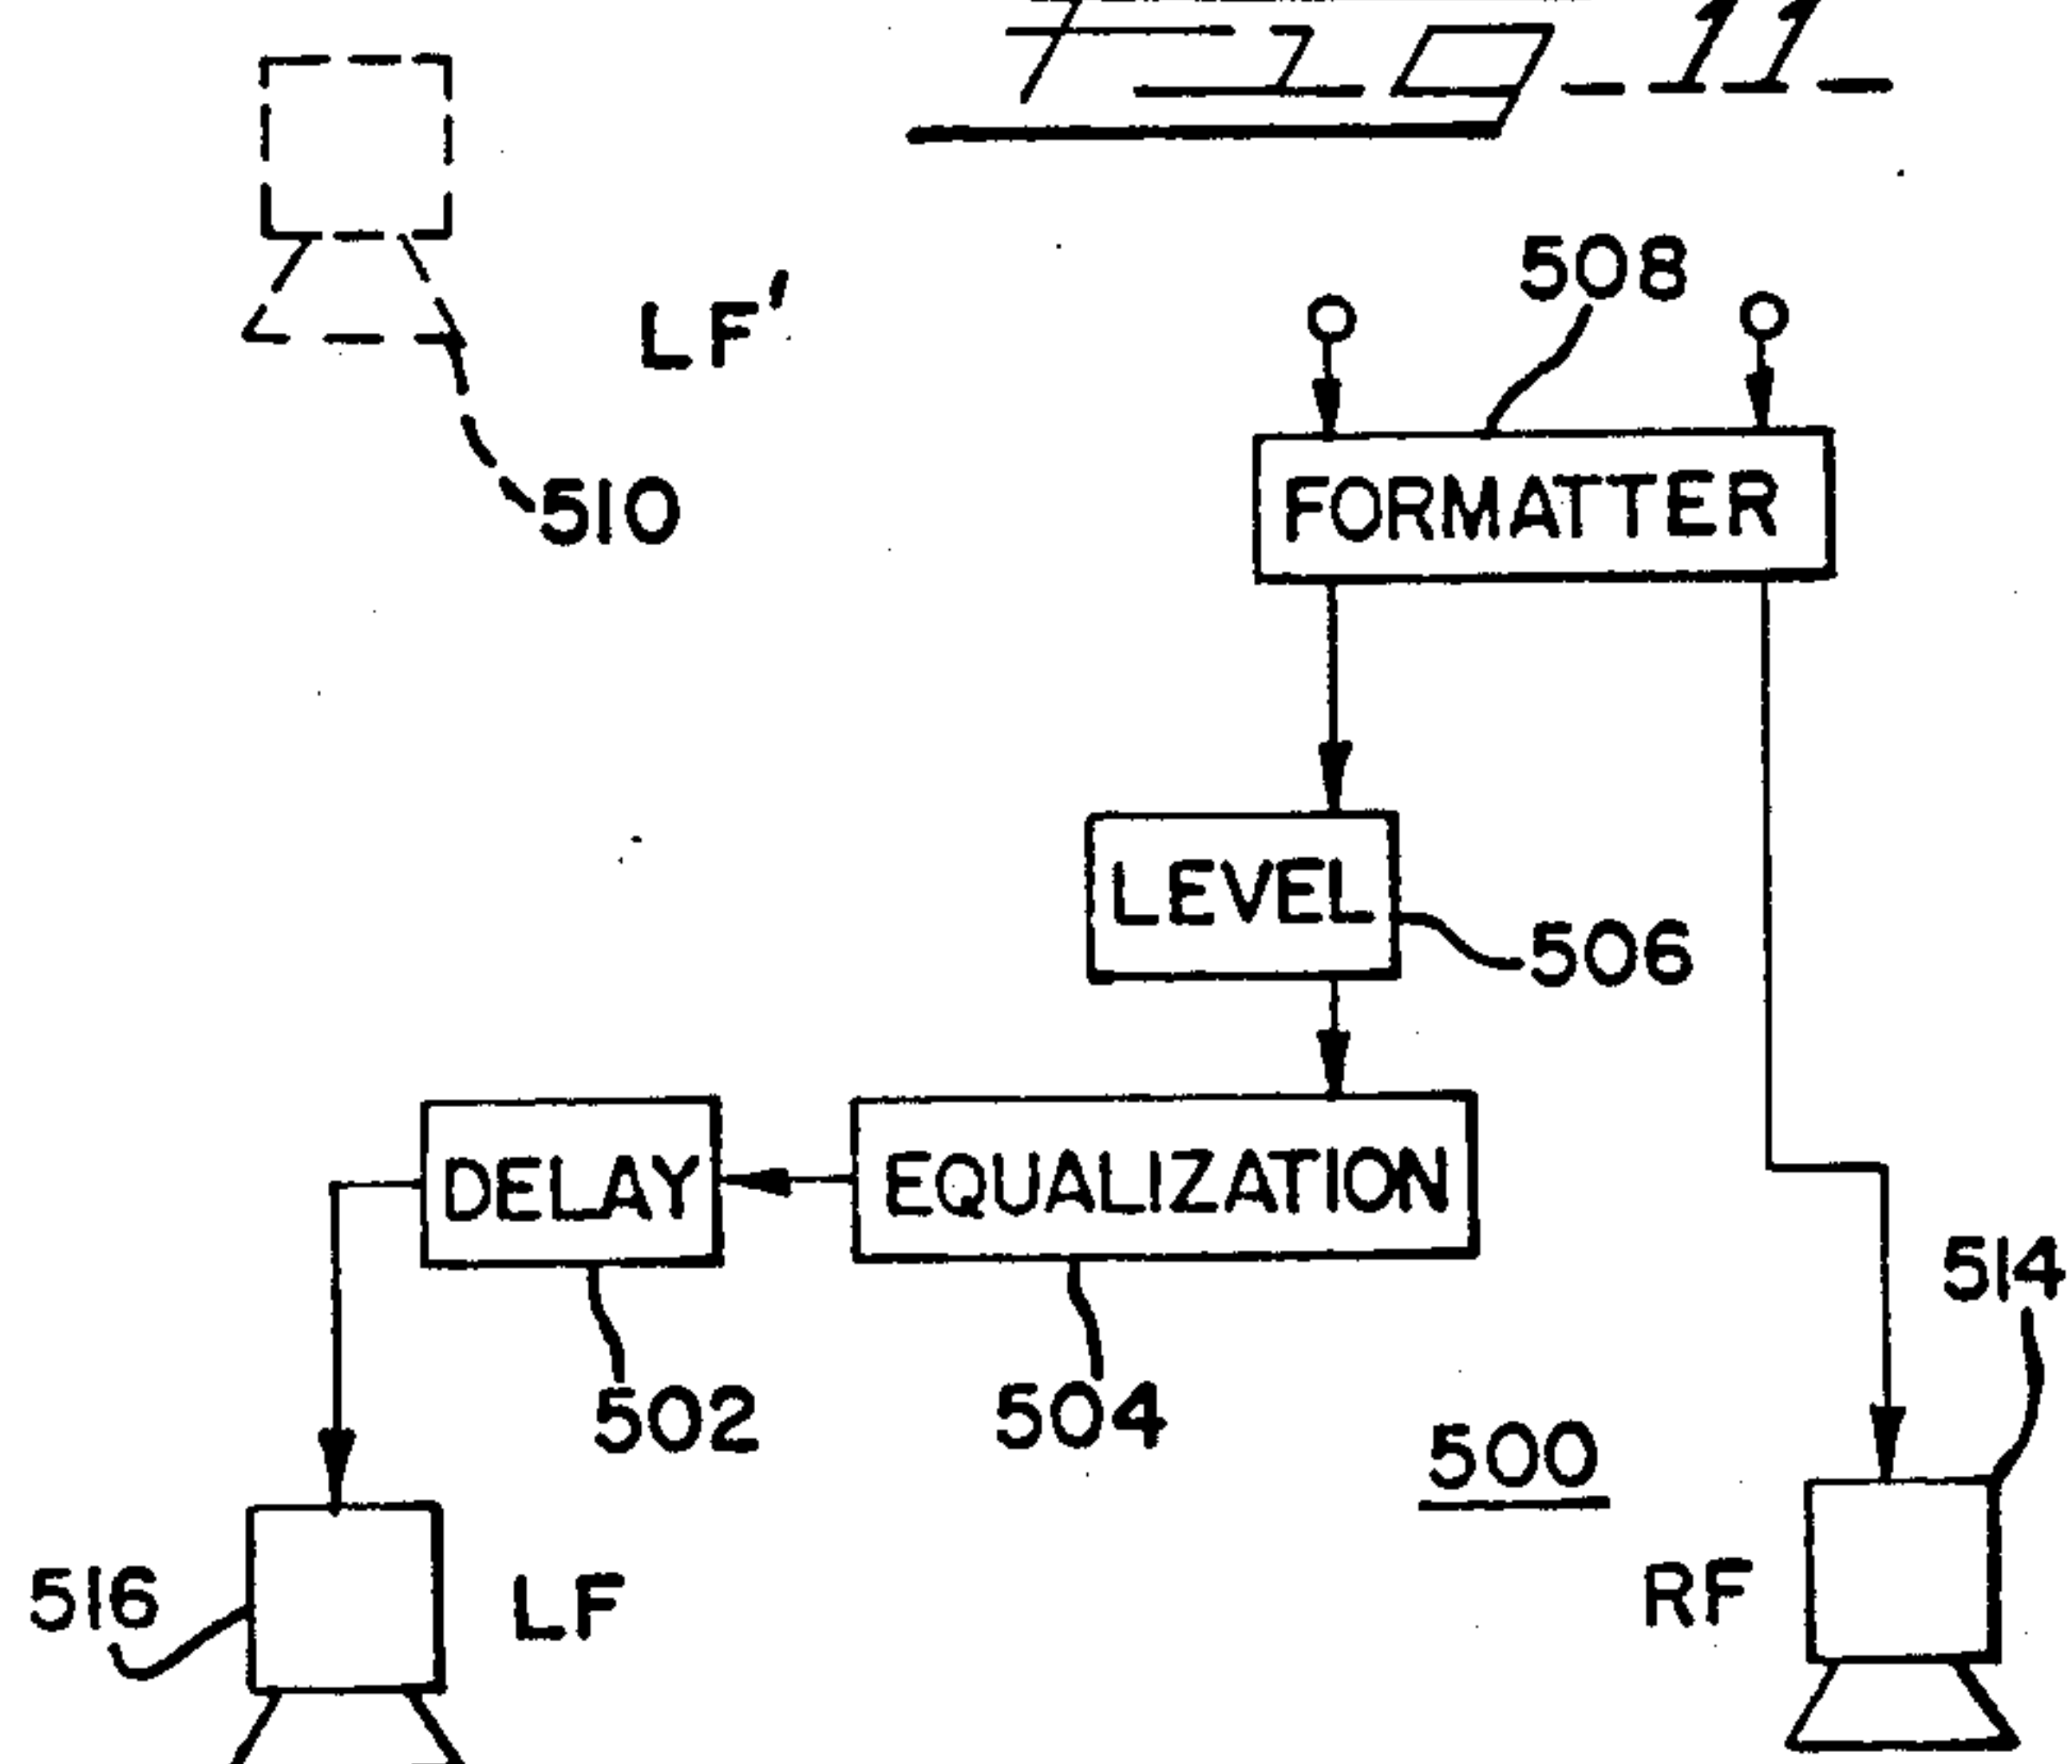 Fig-11-
508
LF'
510
FORMATTER
LEVEL
506
DELAY
EQUALIZATION
514
502
504
500
516
LF
RF